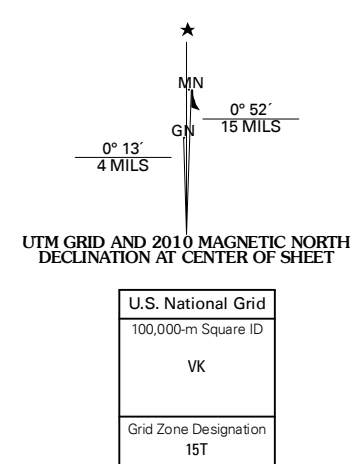 ★
MN
0° 52´
15 MILS
GN
0° 13´
4 MILS
UTM GRID AND 2010 MAGNETIC NORTH
DECLINATION AT CENTER OF SHEET
U.S. National Grid
100,000-m Square ID
VK
Grid Zone Designation
15T